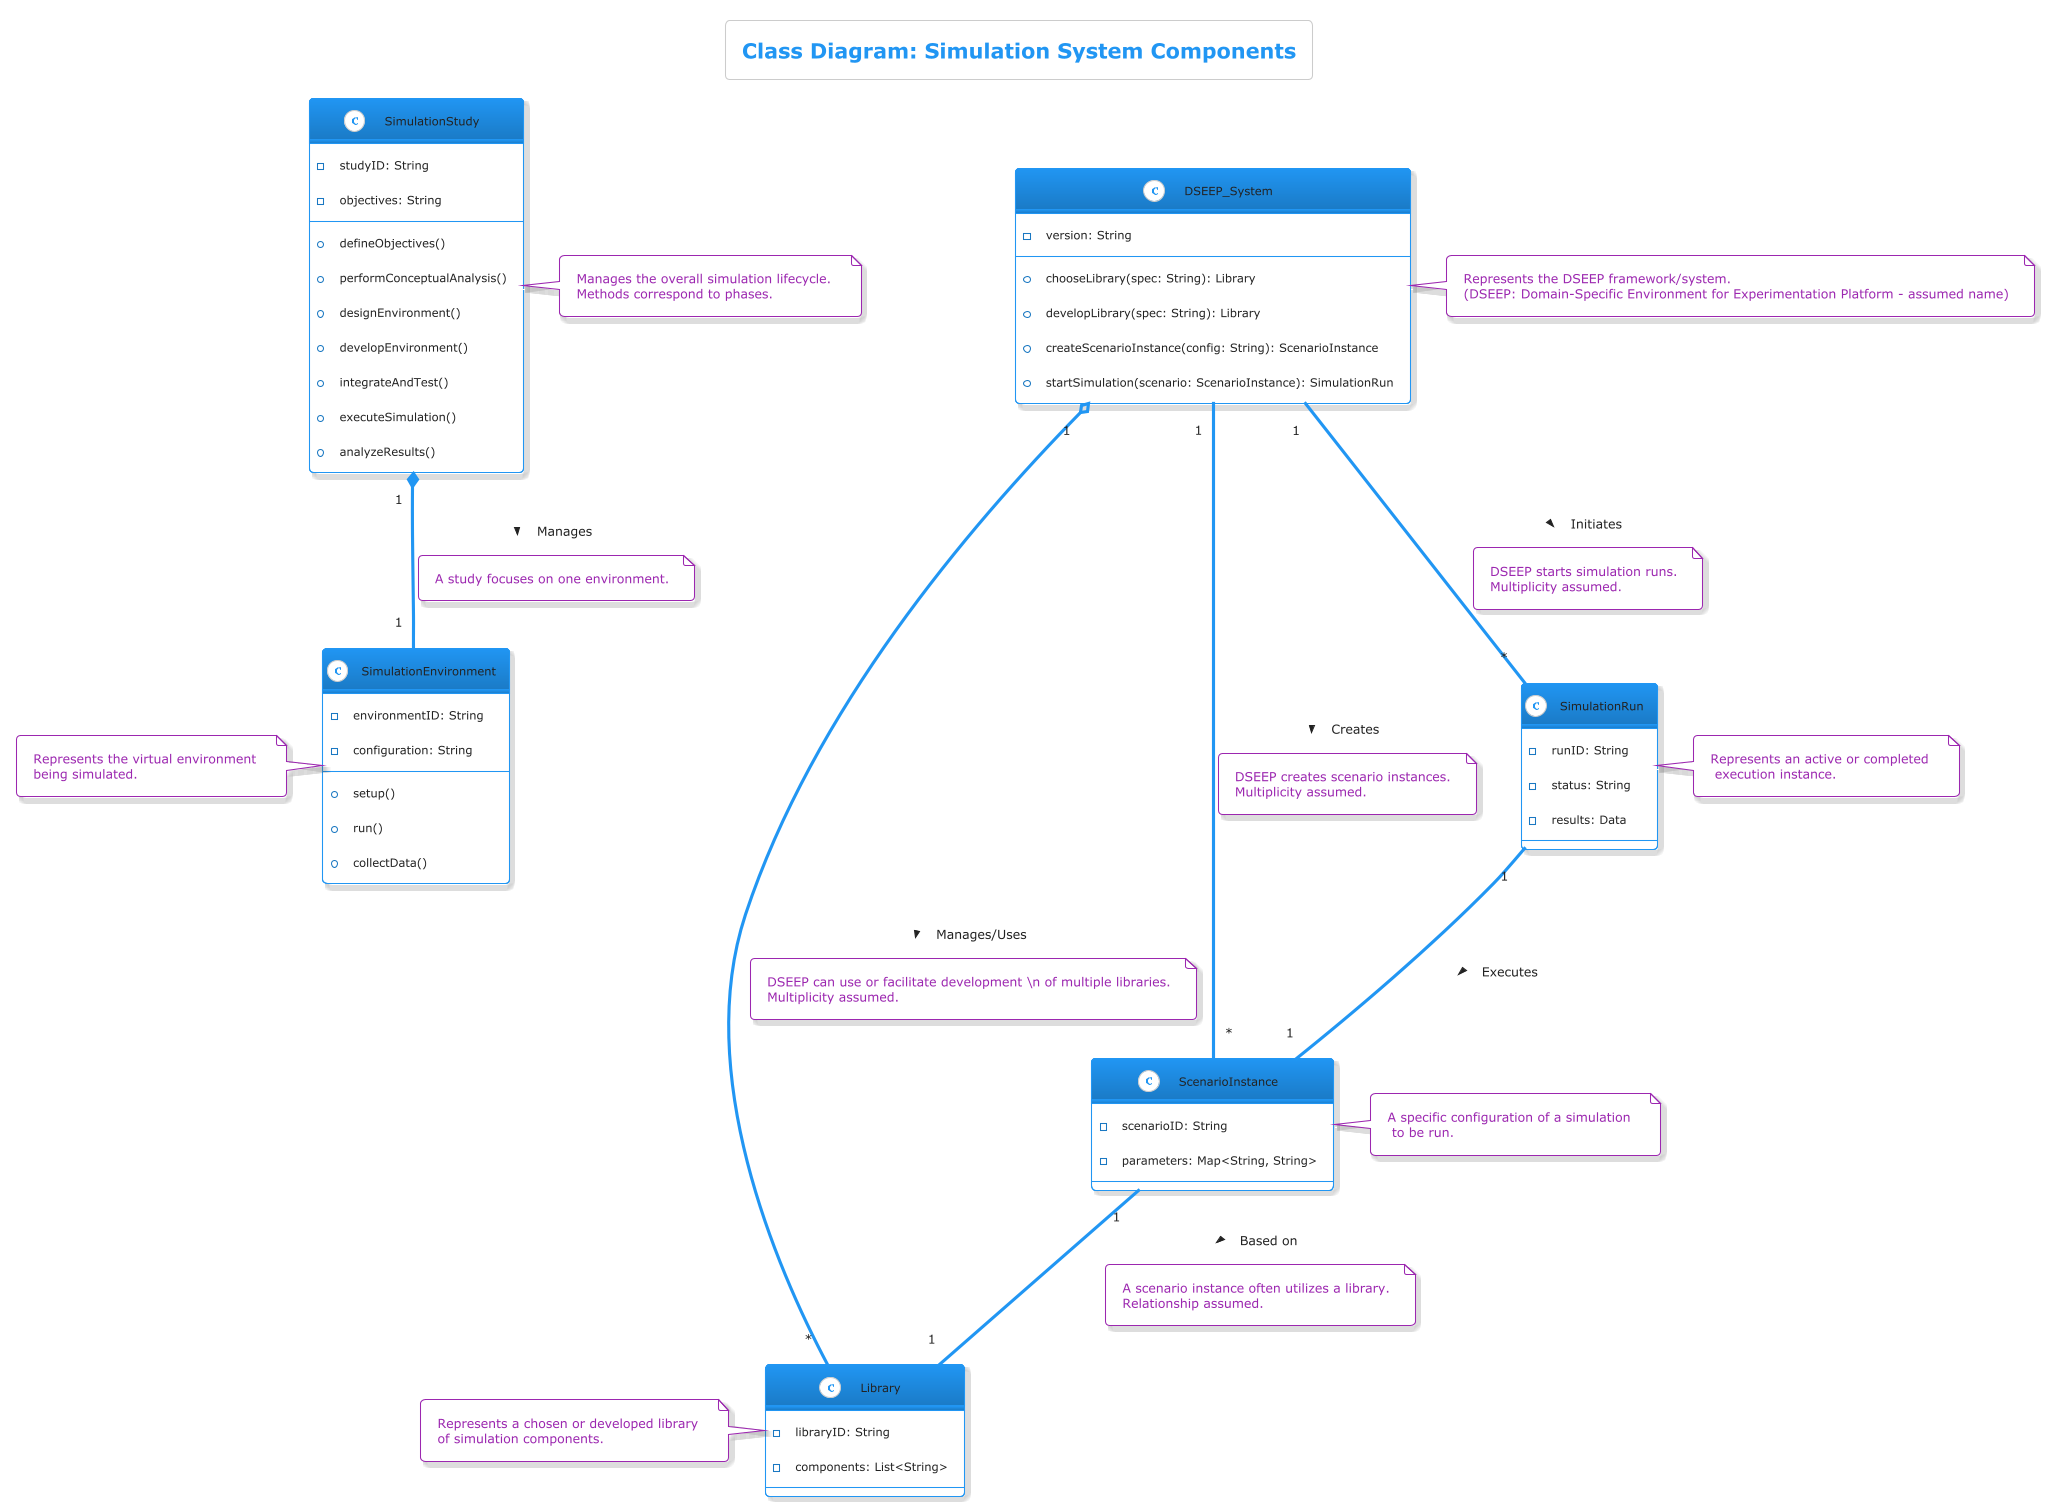 Class Diagram: Simulation System Components
C SimulationStudy
studyID: String
objectives: String
defineObjectives()
performConceptualAnalysis()
designEnvironment()
developEnvironment()
integrateAndTest()
executeSimulation()
analyzeResults()
Manages the overall simulation lifecycle.
Methods correspond to phases.
C DSEEP_System
version: String
chooseLibrary(spec: String): Library
developLibrary(spec: String): Library
createScenarioInstance(config: String): ScenarioInstance
startSimulation(scenario: ScenarioInstance): SimulationRun
Represents the DSEEP framework/system.
(DSEEP: Domain-Specific Environment for Experimentation Platform - assumed name)
1
1
1
1
Manages
A study focuses on one environment.
1
Initiates
DSEEP starts simulation runs.
Multiplicity assumed.
*
C SimulationEnvironment
environmentID: String
configuration: String
setup()
run()
collectData()
Represents the virtual environment
being simulated.
Creates
DSEEP creates scenario instances.
Multiplicity assumed.
C SimulationRun
runID: String
status: String
results: Data
Represents an active or completed
execution instance.
1
Manages/Uses
DSEEP can use or facilitate development \n of multiple libraries.
Multiplicity assumed.
Executes
*
1
C ScenarioInstance
scenarioID: String
parameters: Map<String, String>
A specific configuration of a simulation
to be run.
1
Based on
A scenario instance often utilizes a library.
Relationship assumed.
*
1
C Library
libraryID: String
components: List<String>
Represents a chosen or developed library
of simulation components.